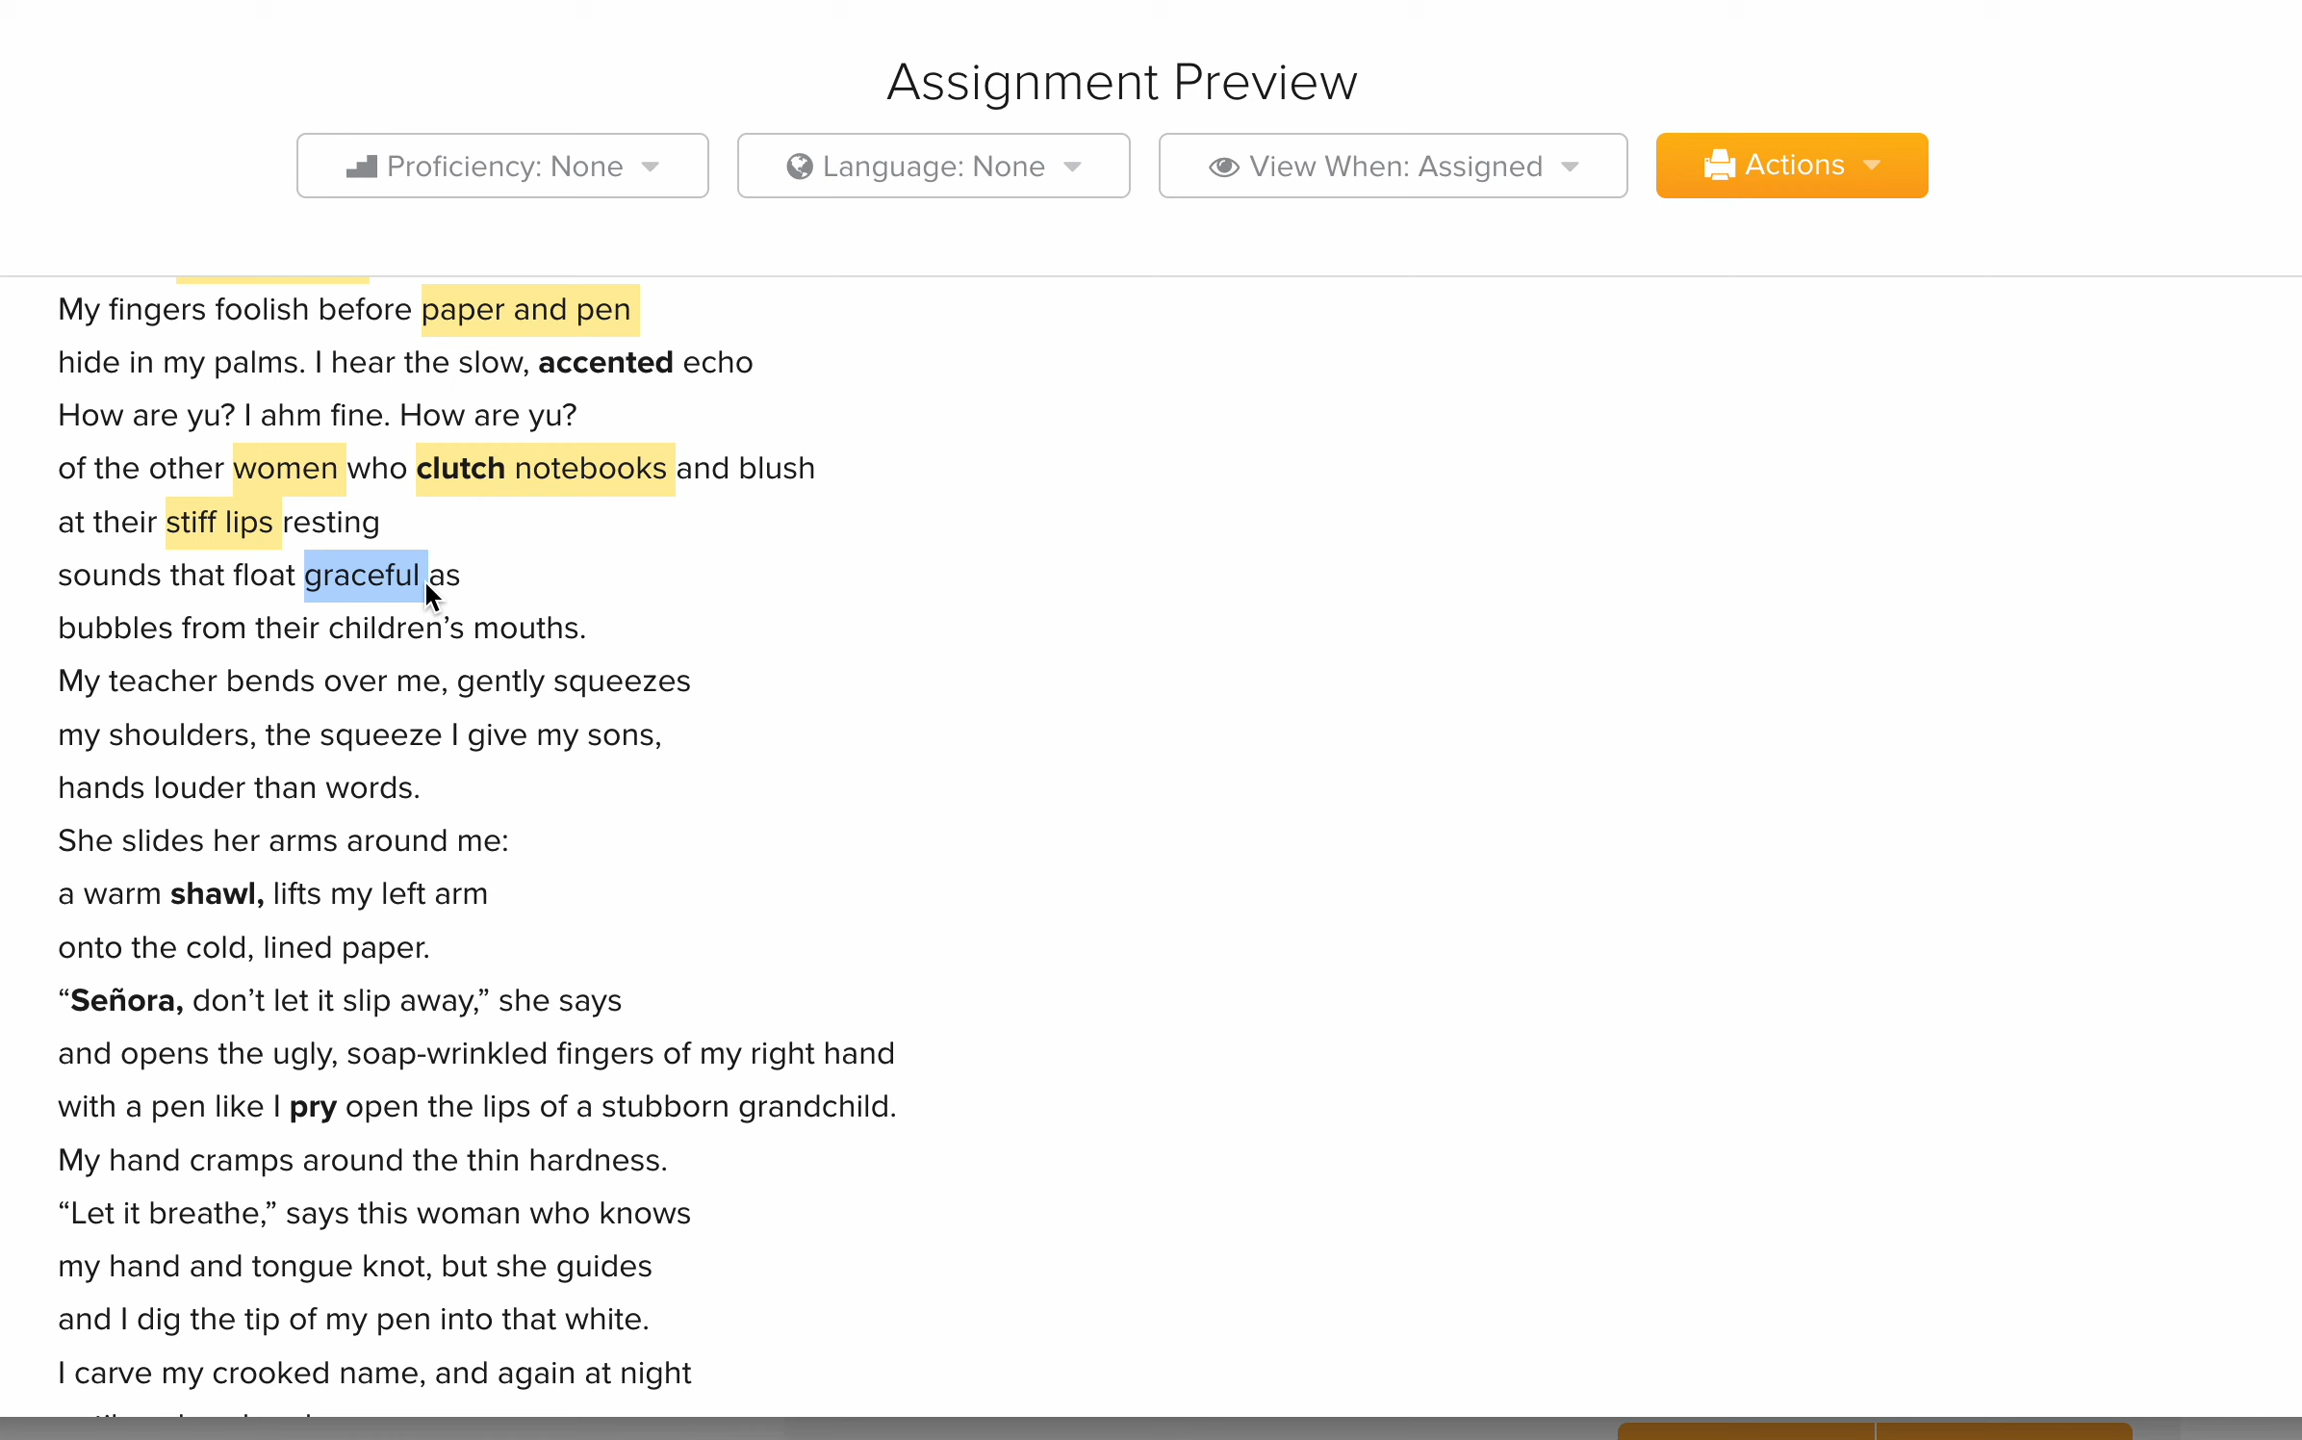 Assignment Preview
Proficiency: None
Language: None
View When: Assigned
Actions
My fingers foolish before paper and pen
hide in my palms. I hear the slow, accented echo
How are yu? I ahm fine. How are yu?
of the other women who clutch notebooks and blush
at their stiff lips resting
sounds that float graceful as
bubbles from their children’s mouths.
My teacher bends over me, gently squeezes
my shoulders, the squeeze I give my sons,
hands louder than words.
She slides her arms around me:
a warm shawl, lifts my left arm
onto the cold, lined paper.
“Señora, don’t let it slip away,” she says
and opens the ugly, soap-wrinkled fingers of my right hand
with a pen like I pry open the lips of a stubborn grandchild.
My hand cramps around the thin hardness.
“Let it breathe,” says this woman who knows
my hand and tongue knot, but she guides
and I dig the tip of my pen into that white.
I carve my crooked name, and again at night